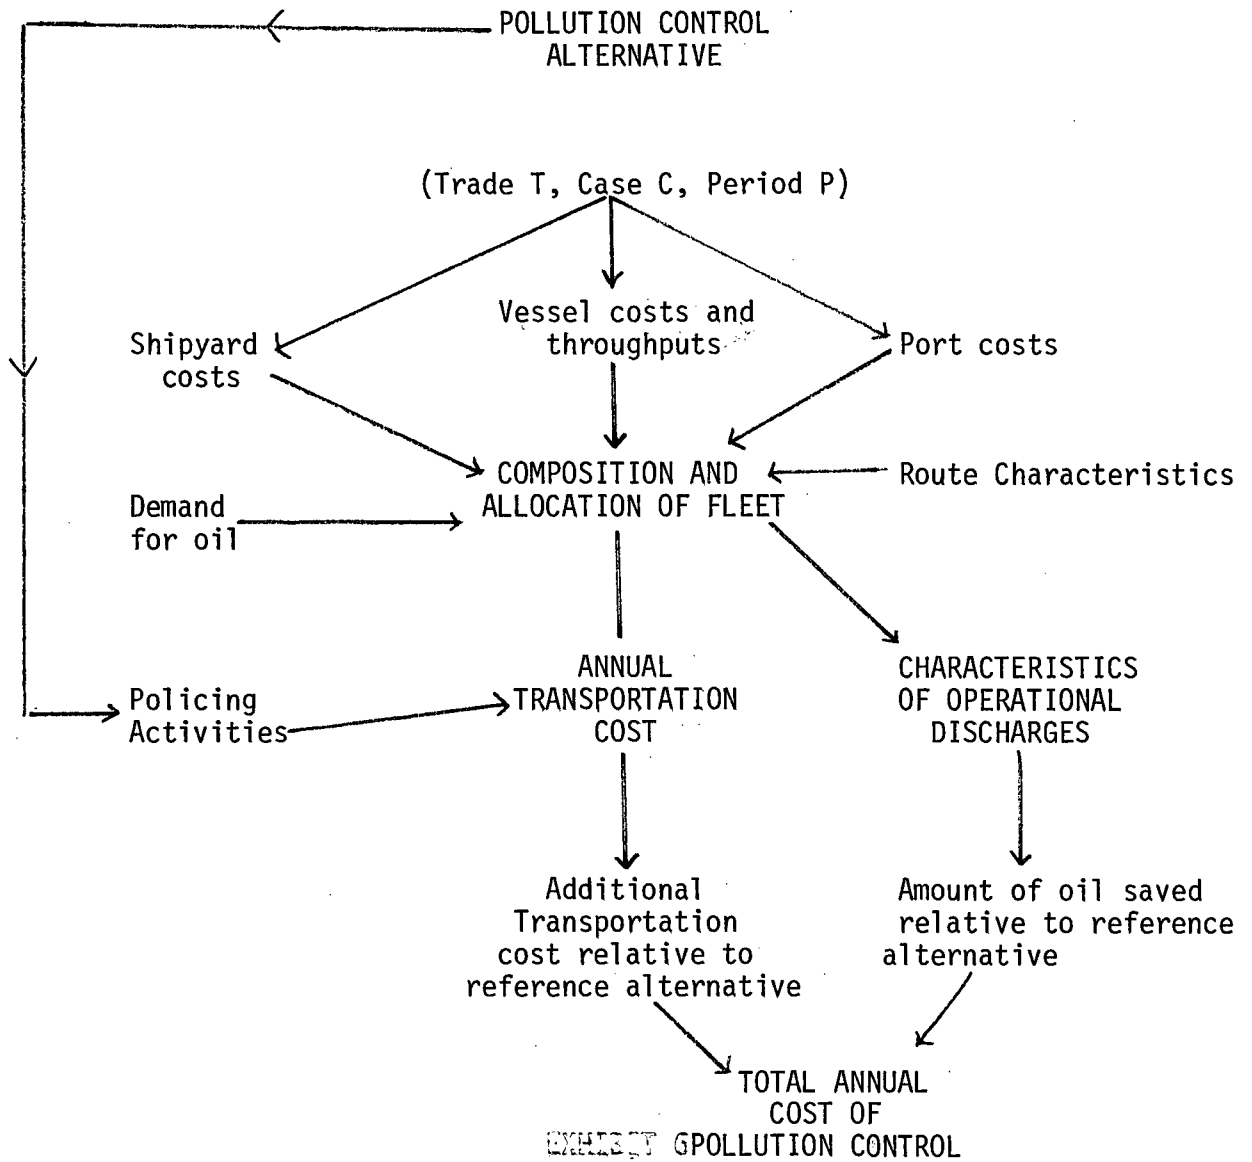 POLLUTION CONTROL
ALTERNATIVE
(Trade T, Case C, Period P)
Shipyard
costs
Vessel costs and
throughputs
Port costs
COMPOSITION AND
ALLOCATION OF FLEET
Route Characteristics
Demand
for oil
Policing
Activities
ANNUAL
TRANSPORTATION
COST
CHARACTERISTICS
OF OPERATIONAL
DISCHARGES
Additional
Transportation
cost relative to
reference alternative
Amount of oil saved
relative to reference
alternative
TOTAL ANNUAL
COST OF
EXHIBIT GPOLLUTION CONTROL